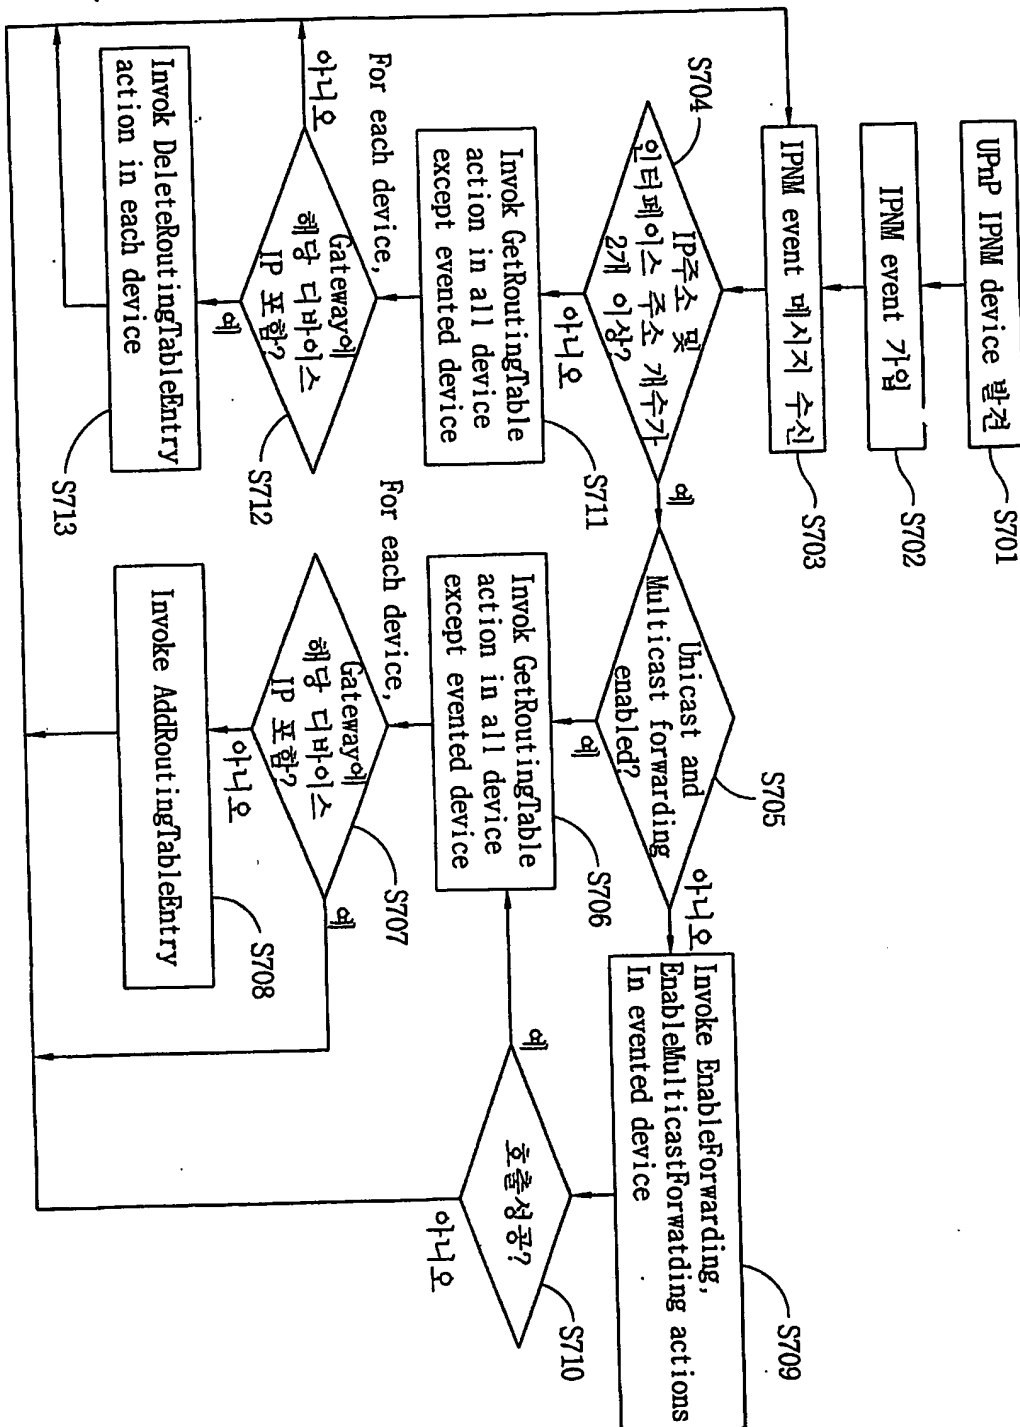 UPnP IPNM device 발견
S701
IPNM event 가입
S702
IPNM event 메시지 수신
S703
S704
IP주소 및
인터페이스 주소 개수가
2개 이상?
예
아니오
Unicast and
Multicast forwarding
enabled?
S705
아니오
예
Invoke EnableForwarding,
EnableMulticastForwatding actions
In evented device
S709
Invok GetRoutingTable
action in all device
except evented device
S711
Invok GetRoutingTable
action in all device
except evented device
S706
호출성공?
S710
예
아니오
For each device,
Gateway에
해당 디바이스
IP 포함?
S712
아니오
예
For each device,
Gateway에
해당 디바이스
IP 포함?
S707
예
아니오
Invok DeleteRoutingTableEntry
action in each device
S713
Invoke AddRoutingTableEntry
S708